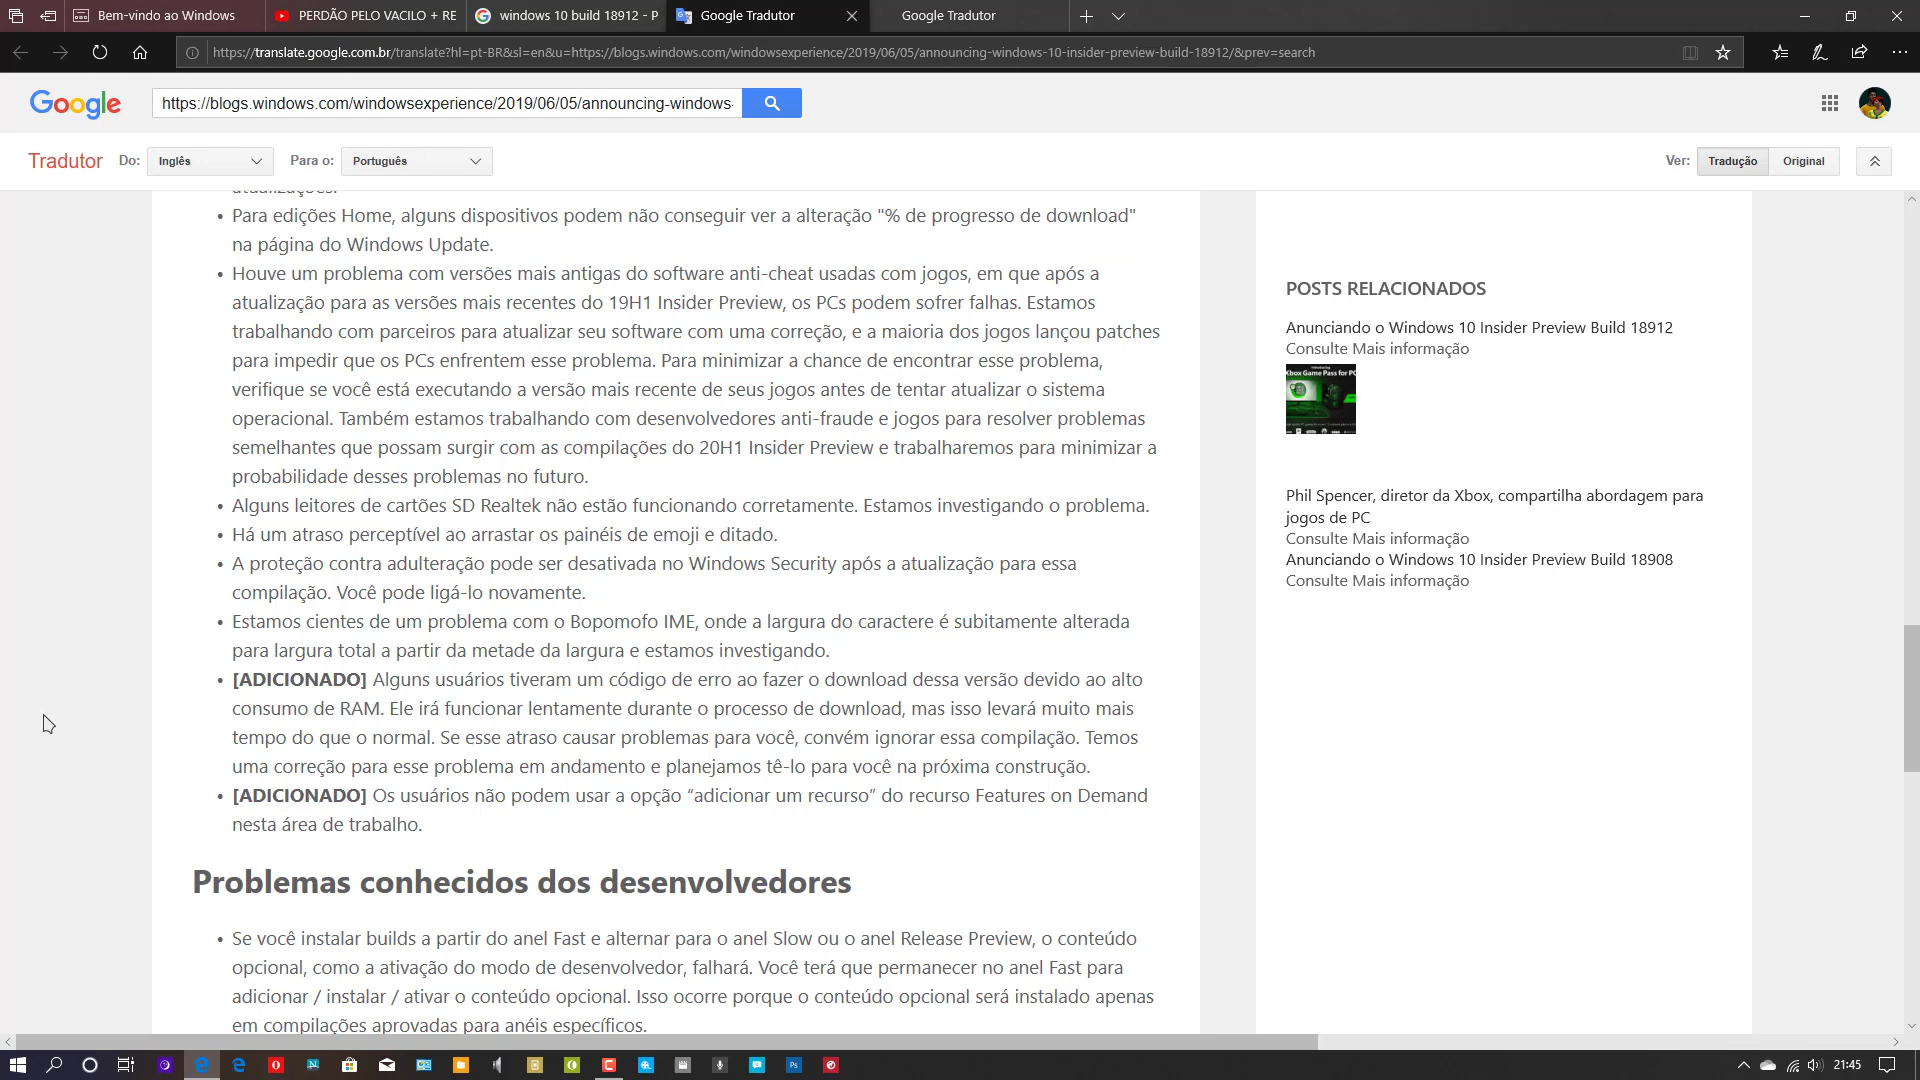 Bem-vindo ao Windows
PERDÃO PELO VACILO + RE
windows 10 build 18912 - P
Google Tradutor
Google Tradutor
https://translate.google.com.br/translate?hl=pt-BR&sl=en&u=https://blogs.windows.com/windowsexperience/2019/06/05/announcing-windows-10-insider-preview-build-18912/&prev=search
Google
https://blogs.windows.com/windowsexperience/2019/06/05/announcing-windows-
Tradutor
Do:
Inglês
Para o:
Português
Ver:
Tradução
Original
atualizações.
• Para edições Home, alguns dispositivos podem não conseguir ver a alteração "% de progresso de download"
na página do Windows Update.
• Houve um problema com versões mais antigas do software anti-cheat usadas com jogos, em que após a
atualização para as versões mais recentes do 19H1 Insider Preview, os PCs podem sofrer falhas. Estamos
trabalhando com parceiros para atualizar seu software com uma correção, e a maioria dos jogos lançou patches
para impedir que os PCs enfrentem esse problema. Para minimizar a chance de encontrar esse problema,
verifique se você está executando a versão mais recente de seus jogos antes de tentar atualizar o sistema
operacional. Também estamos trabalhando com desenvolvedores anti-fraude e jogos para resolver problemas
semelhantes que possam surgir com as compilações do 20H1 Insider Preview e trabalharemos para minimizar a
probabilidade desses problemas no futuro.
• Alguns leitores de cartões SD Realtek não estão funcionando corretamente. Estamos investigando o problema.
• Há um atraso perceptível ao arrastar os painéis de emoji e ditado.
• A proteção contra adulteração pode ser desativada no Windows Security após a atualização para essa
compilação. Você pode ligá-lo novamente.
• Estamos cientes de um problema com o Bopomofo IME, onde a largura do caractere é subitamente alterada
para largura total a partir da metade da largura e estamos investigando.
• [ADICIONADO] Alguns usuários tiveram um código de erro ao fazer o download dessa versão devido ao alto
consumo de RAM. Ele irá funcionar lentamente durante o processo de download, mas isso levará muito mais
tempo do que o normal. Se esse atraso causar problemas para você, convém ignorar essa compilação. Temos
uma correção para esse problema em andamento e planejamos tê-lo para você na próxima construção.
• [ADICIONADO] Os usuários não podem usar a opção “adicionar um recurso” do recurso Features on Demand
nesta área de trabalho.
Problemas conhecidos dos desenvolvedores
• Se você instalar builds a partir do anel Fast e alternar para o anel Slow ou o anel Release Preview, o conteúdo
opcional, como a ativação do modo de desenvolvedor, falhará. Você terá que permanecer no anel Fast para
adicionar / instalar / ativar o conteúdo opcional. Isso ocorre porque o conteúdo opcional será instalado apenas
em compilações aprovadas para anéis específicos.
POSTS RELACIONADOS
Anunciando o Windows 10 Insider Preview Build 18912
Consulte Mais informação
Introducing
Xbox Game Pass for PC
Phil Spencer, diretor da Xbox, compartilha abordagem para
jogos de PC
Consulte Mais informação
Anunciando o Windows 10 Insider Preview Build 18908
Consulte Mais informação
21:45